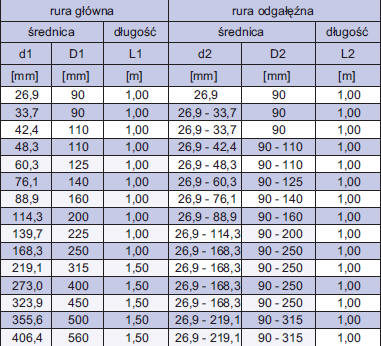 rura główna rura odgałęźna
średnica długość średnica długość
d1 D1 L1 d2 D2 L2
[mm] [mm] [m] [mm] [mm] [m]
26,9 90 1,00 26,9 90 1,00
33,7 90 1,00 26,9 - 33,7 90 1,00
42,4 110 1,00 26,9 - 33,7 90 1,00
48,3 110 1,00 26,9 - 42,4 90 - 110 1,00
60,3 125 1,00 26,9 - 48,3 90 - 110 1,00
76,1 140 1,00 26,9 - 60,3 90 - 125 1,00
88,9 160 1,00 26,9 - 76,1 90 - 140 1,00
114,3 200 1,00 26,9 - 88,9 90 - 160 1,00
139,7 225 1,00 26,9 - 114,3 90 - 200 1,00
168,3 250 1,00 26,9 - 168,3 90 - 250 1,00
219,1 315 1,50 26,9 - 168,3 90 - 250 1,00
273,0 400 1,50 26,9 - 168,3 90 - 250 1,00
323,9 450 1,50 26,9 - 168,3 90 - 250 1,00
355,6 500 1,50 26,9 - 219,1 90 - 315 1,00
406,4 560 1,50 26,9 - 219,1 90 - 315 1,00